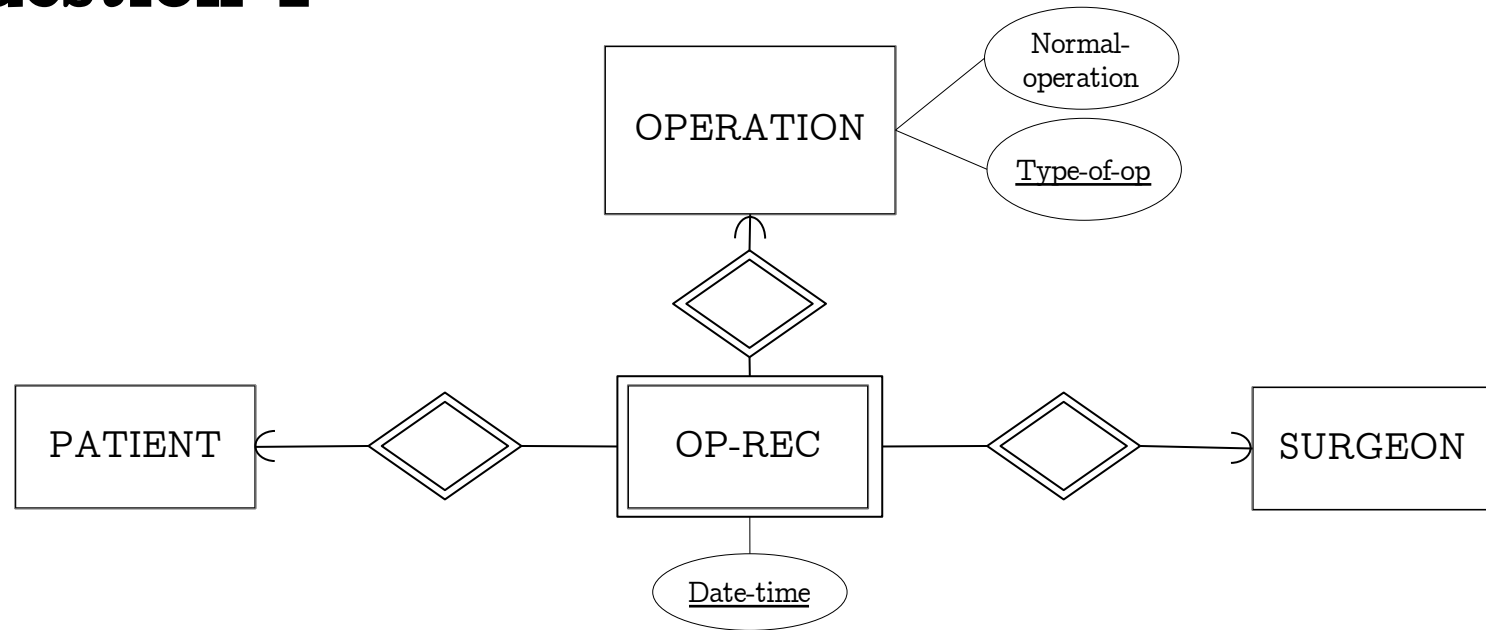 Normal-
operation
OPERATION
Type-of-op
PATIENT
OP-REC
SURGEON
Date-time